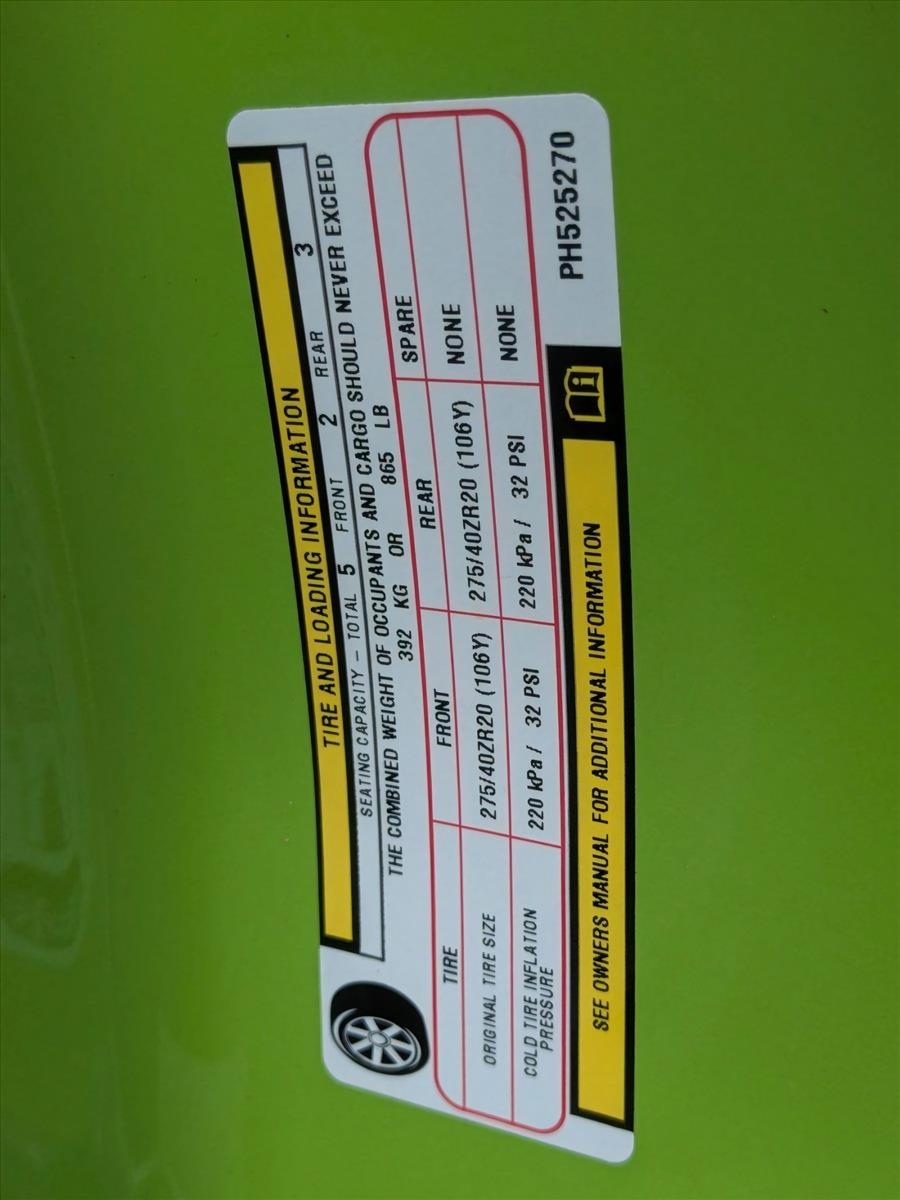 TIRE AND LOADING INFORMATION
SEATING CAPACITY – TOTAL 5 FRONT 2 REAR 3
THE COMBINED WEIGHT OF OCCUPANTS AND CARGO SHOULD NEVER EXCEED
392 KG OR 865 LB
TIRE FRONT REAR SPARE
ORIGINAL TIRE SIZE 275/40ZR20 (106Y) 275/40ZR20 (106Y) NONE
COLD TIRE INFLATION PRESSURE 220 kPa / 32 PSI 220 kPa / 32 PSI NONE
SEE OWNERS MANUAL FOR ADDITIONAL INFORMATION
PH525270